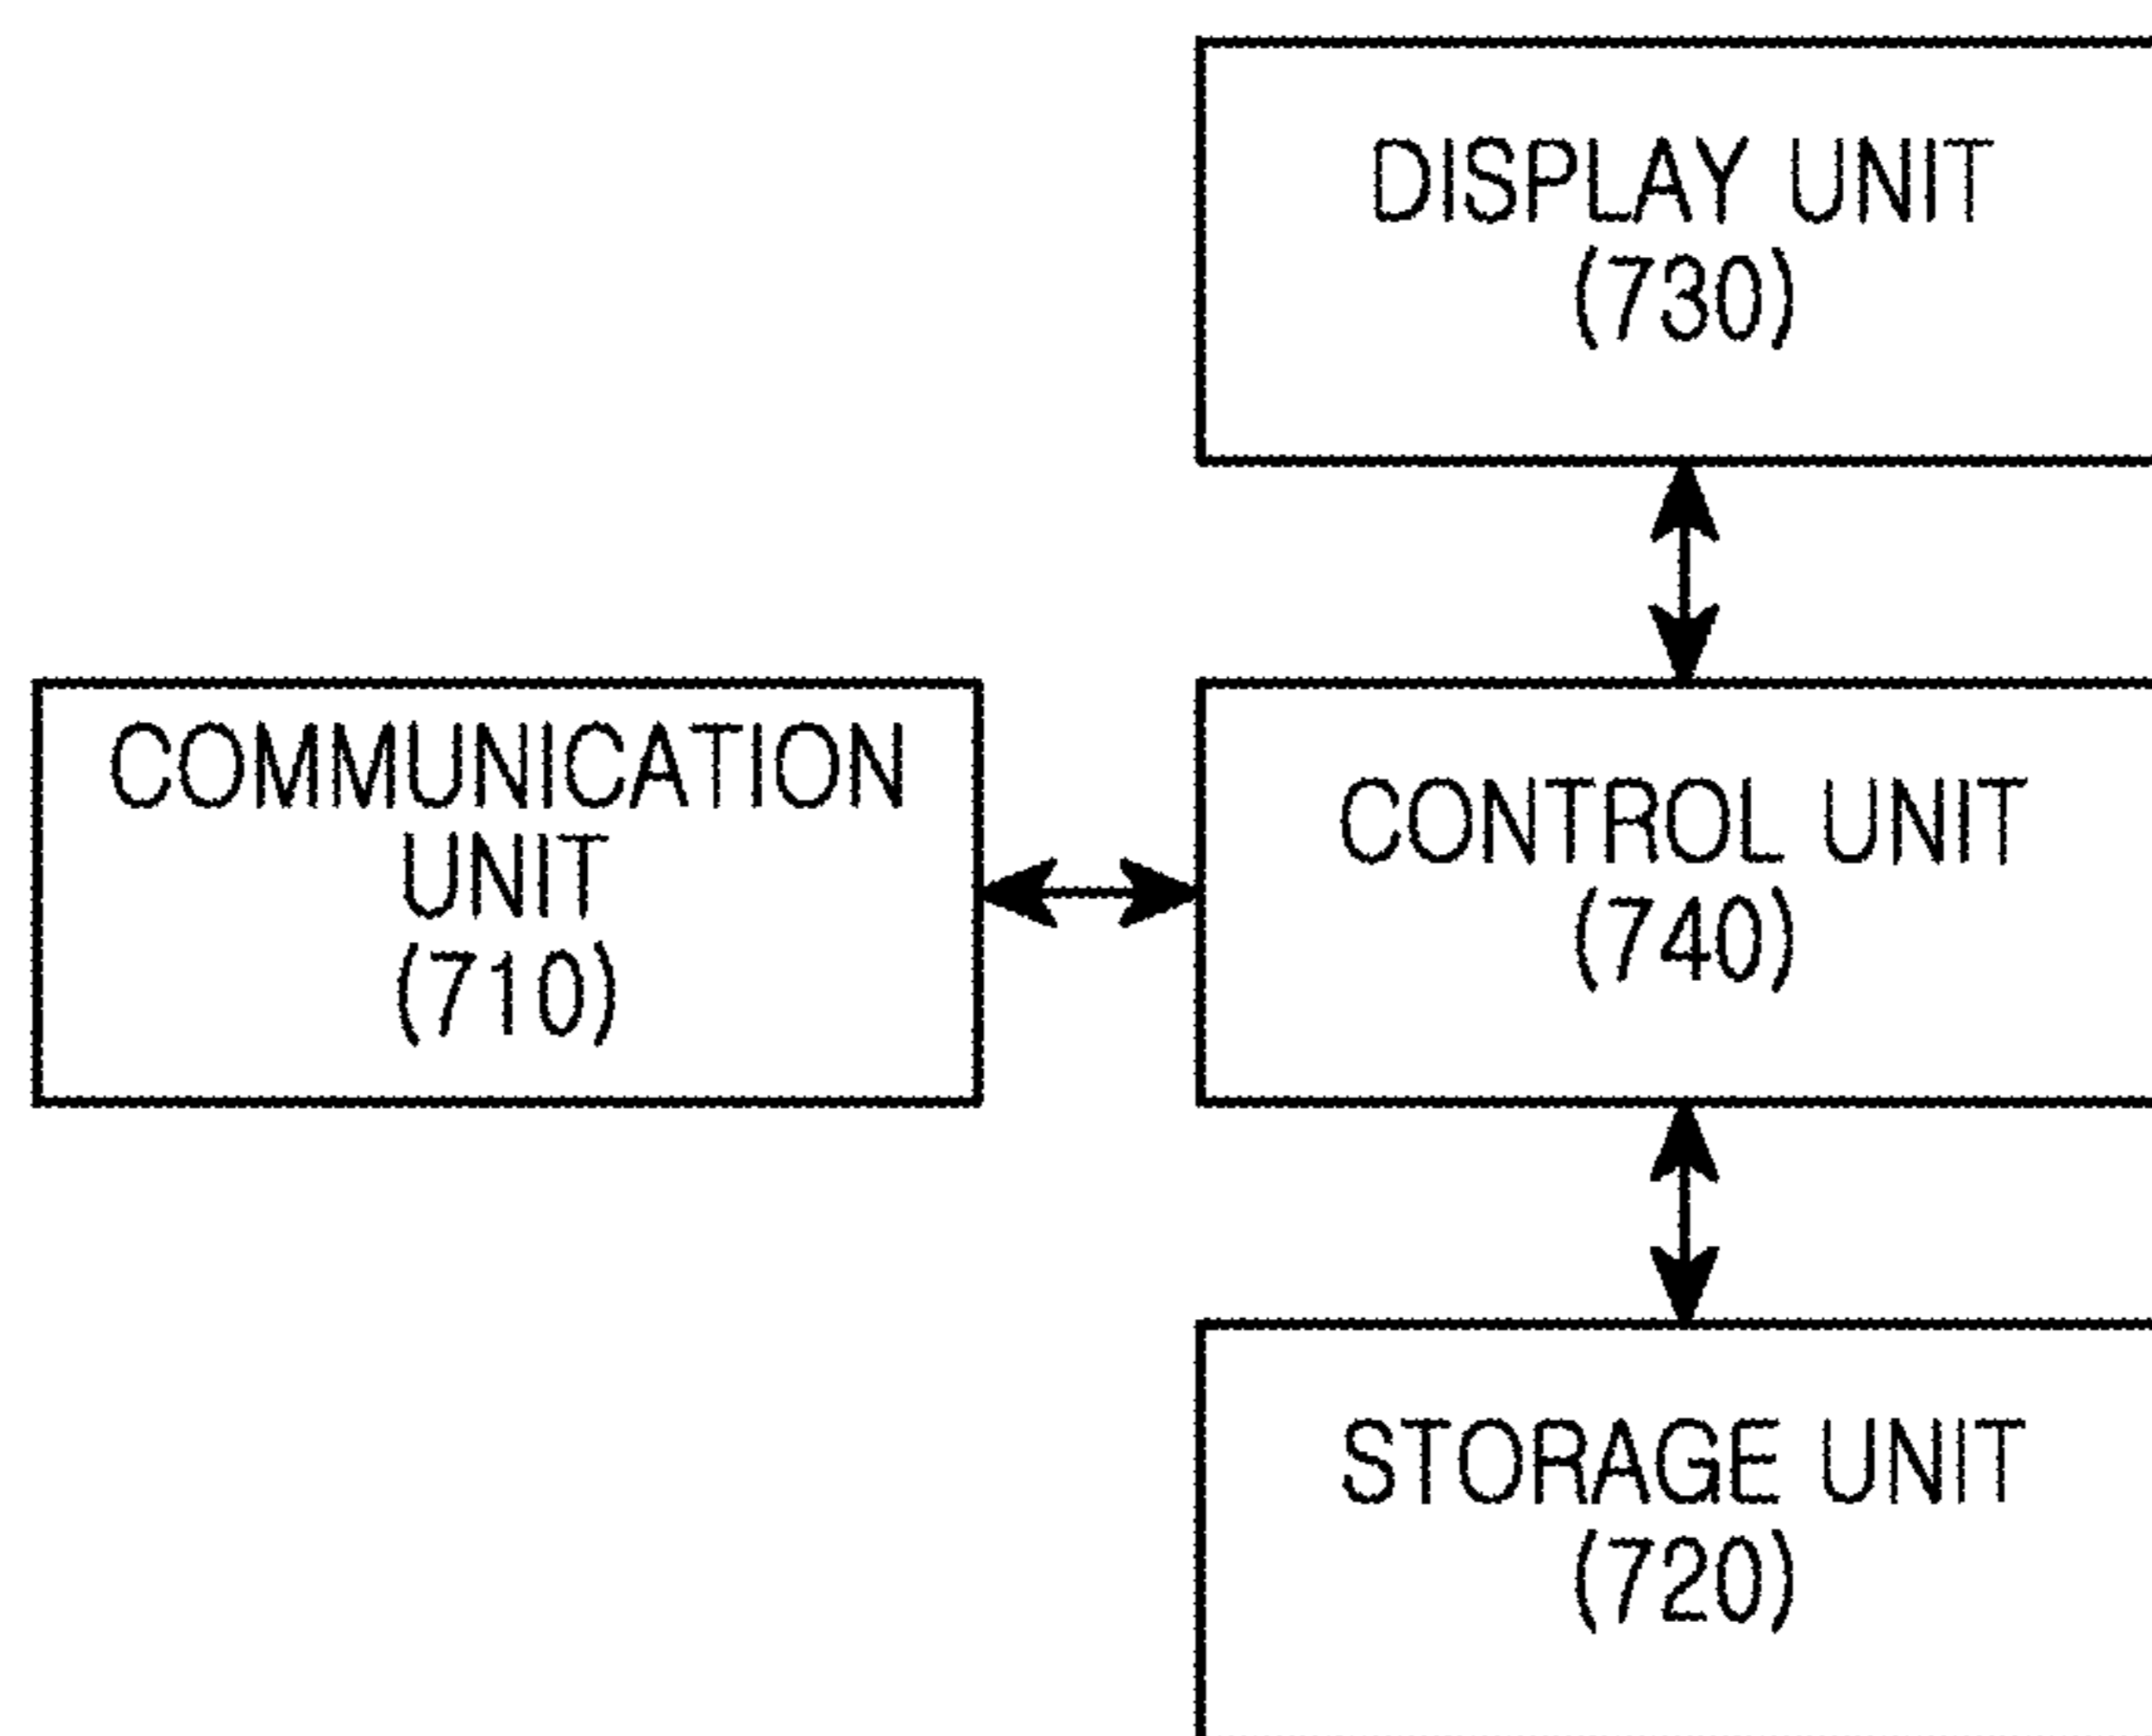 DISPLAY UNIT
(730)
COMMUNICATION
UNIT
(710)
CONTROL UNIT
(740)
STORAGE UNIT
(720)